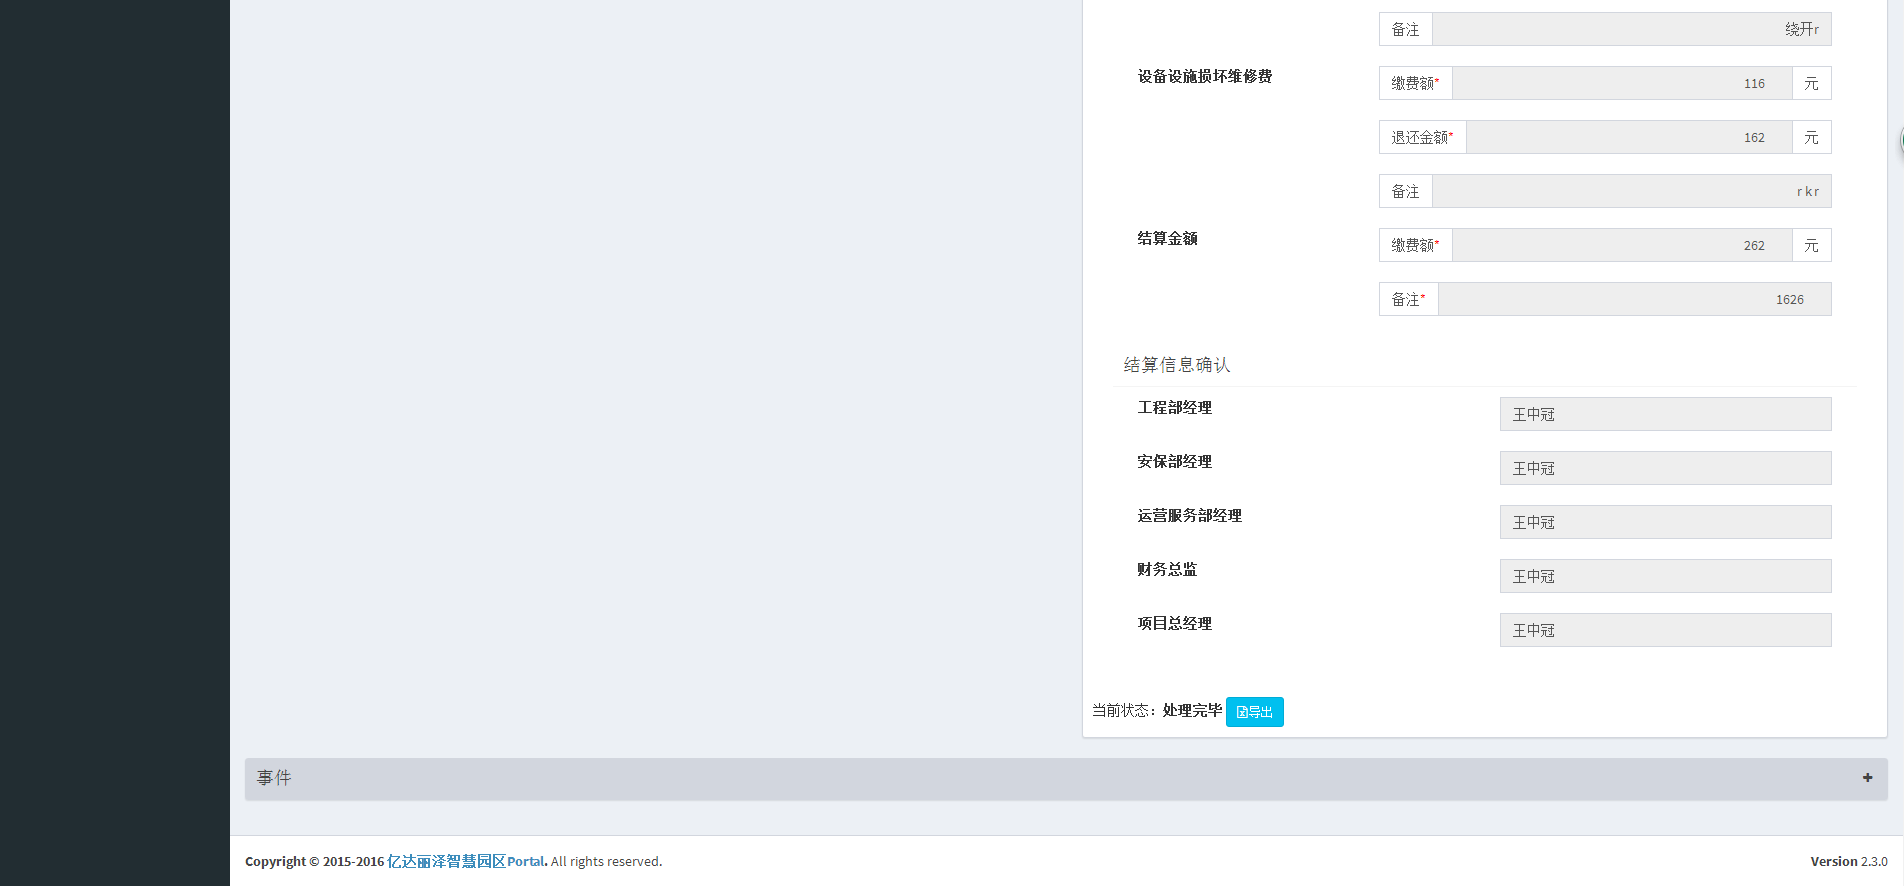 备注 绕开r
设备设施损坏维修费 缴费额* 116 元
退还金额* 162 元
备注 r k r
结算金额 缴费额* 262 元
备注* 1626
结算信息确认
工程部经理 王中冠
安保部经理 王中冠
运营服务部经理 王中冠
财务总监 王中冠
项目总经理 王中冠
当前状态：处理完毕 导出
事件
Copyright © 2015-2016 亿达丽泽智慧园区Portal. All rights reserved. Version 2.3.0